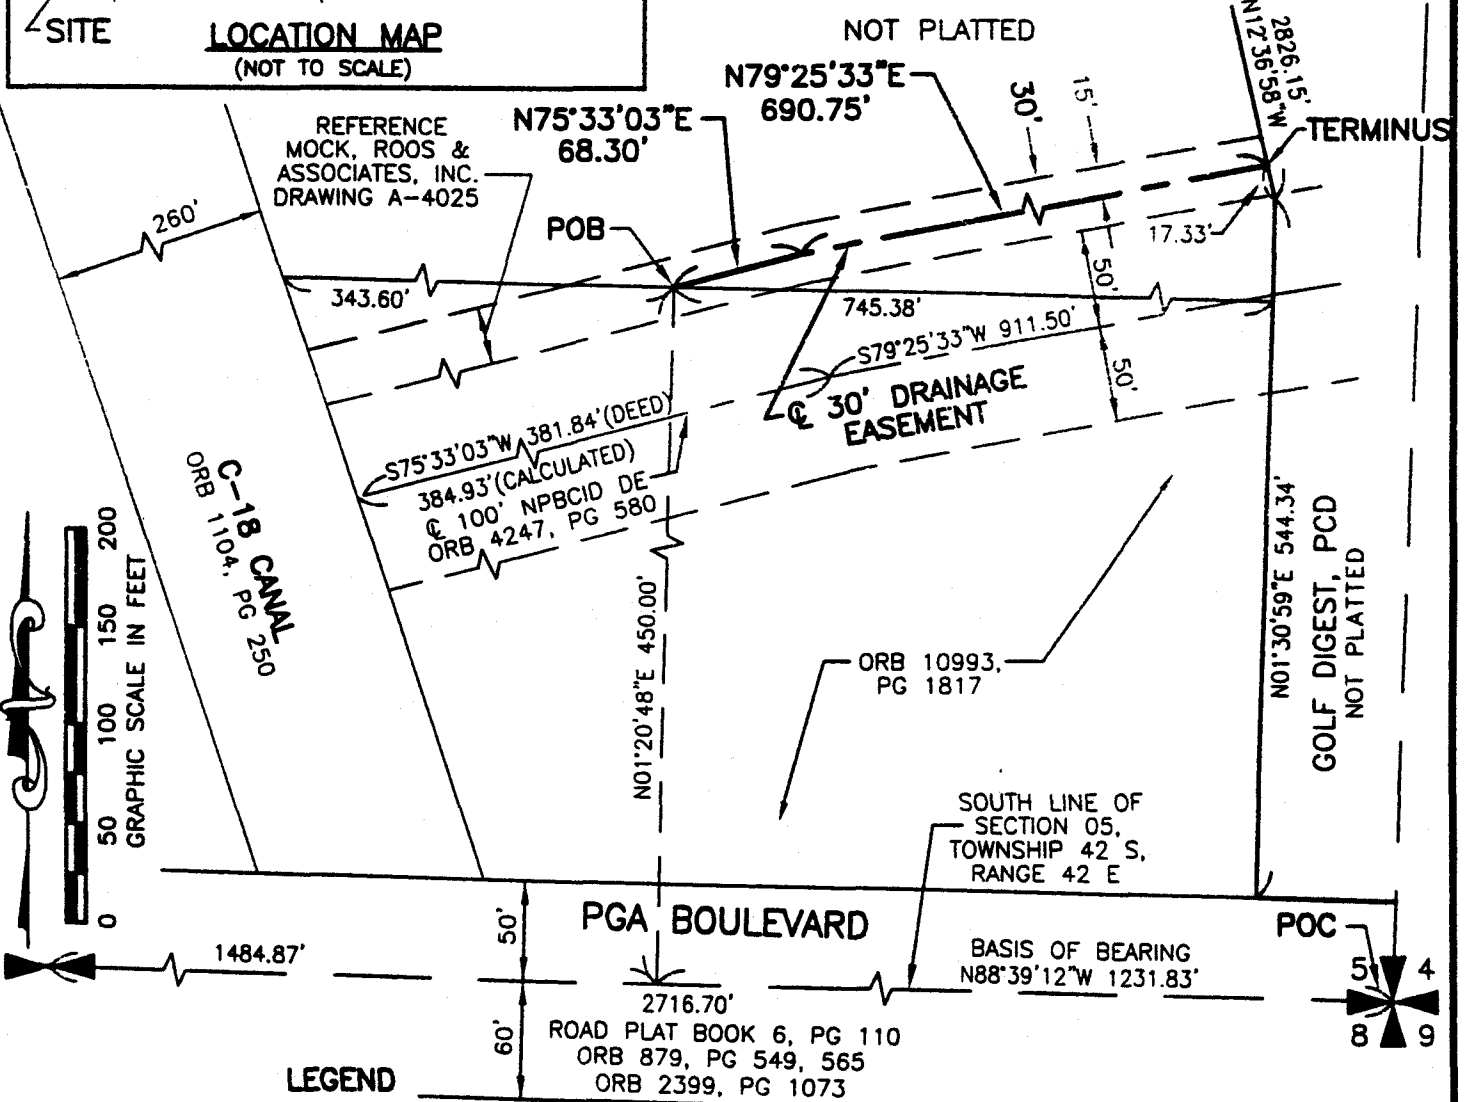 SITE
LOCATION MAP
(NOT TO SCALE)
NOT PLATTED
N79°25'33"E
690.75'
N75°33'03"E
68.30'
30'
15'
2826.15'
N12°36'58"W
TERMINUS
REFERENCE
MOCK, ROOS &
ASSOCIATES, INC.
DRAWING A-4025
260'
POB
17.33'
343.60'
745.38'
50'
S79°25'33"W 911.50'
50'
℄ 30' DRAINAGE
EASEMENT
S75°33'03"W 381.84'(DEED)
384.93'(CALCULATED)
℄ 100' NPBCID DE
ORB 4247, PG 580
C-18 CANAL
ORB 1104, PG 250
N01°20'48"E 450.00'
N01°30'59"E 544.34'
GOLF DIGEST, PCD
NOT PLATTED
0 50 100 150 200
GRAPHIC SCALE IN FEET
ORB 10993,
PG 1817
SOUTH LINE OF
SECTION 05,
TOWNSHIP 42 S,
RANGE 42 E
PGA BOULEVARD
50'
POC
1484.87'
BASIS OF BEARING
N88°39'12"W 1231.83'
5 4
8 9
2716.70'
60'
ROAD PLAT BOOK 6, PG 110
ORB 879, PG 549, 565
ORB 2399, PG 1073
LEGEND